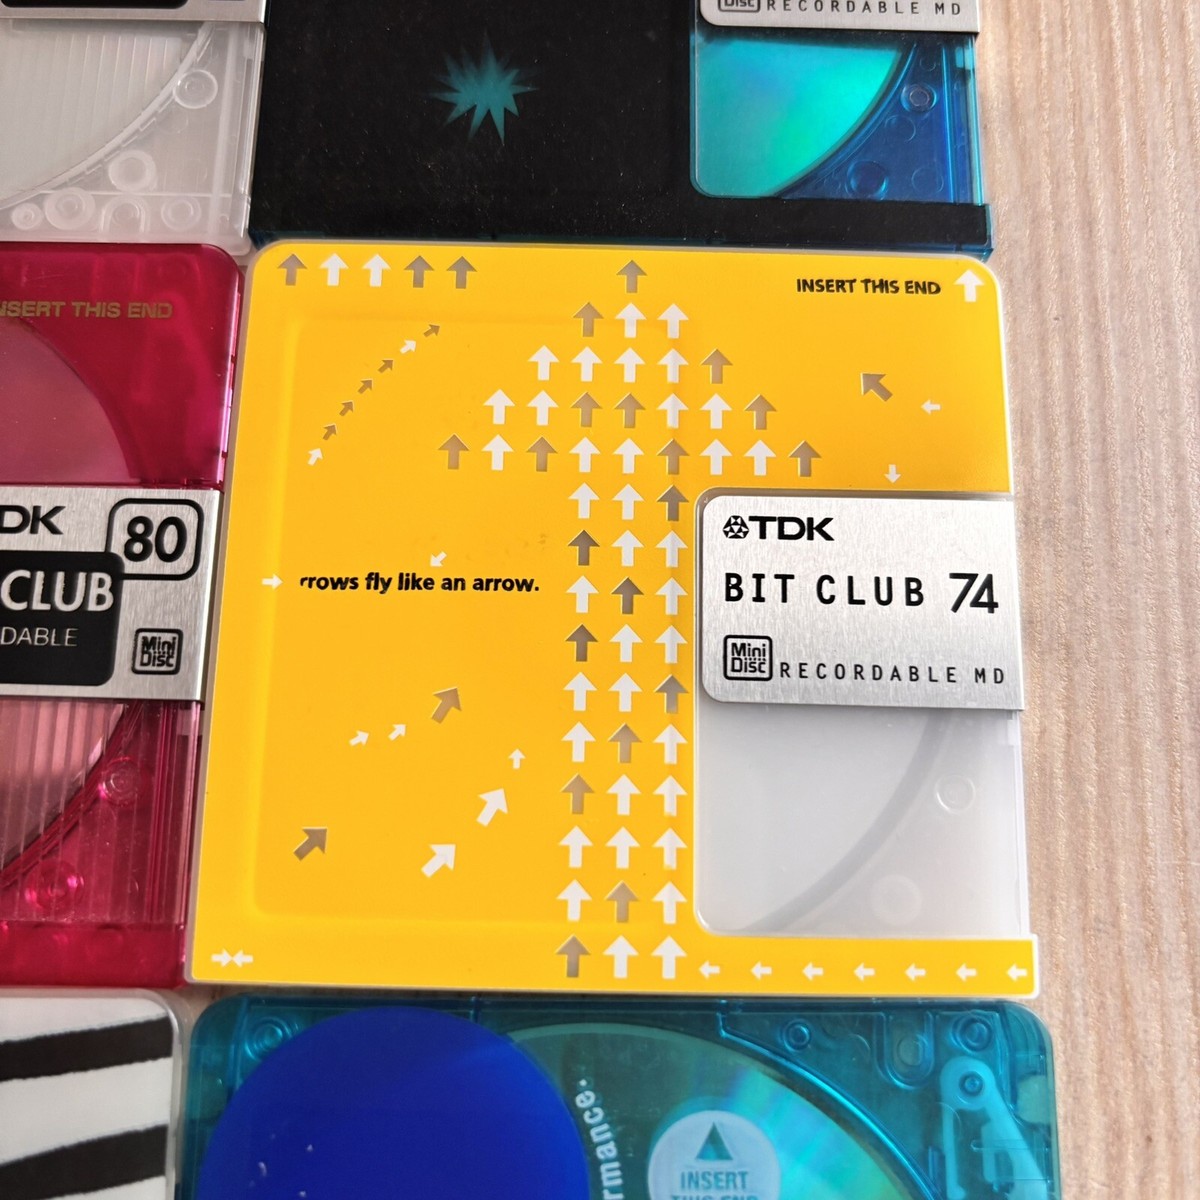 Disc RECORDABLE MD
INSERT THIS END
INSERT THIS END
TDK
BIT CLUB 74
Mini Disc RECORDABLE MD
rrows fly like an arrow.
DK 80
CLUB
DABLE
Mini Disc
rmance.
INSERT
THIS END